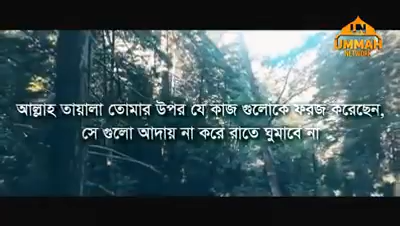 UMMAH
NETWORK
আল্লাহ তায়ালা তোমার উপর যে কাজ গুলোকে ফরজ করেছেন,
সে গুলো আদায় না করে রাতে ঘুমাবে না